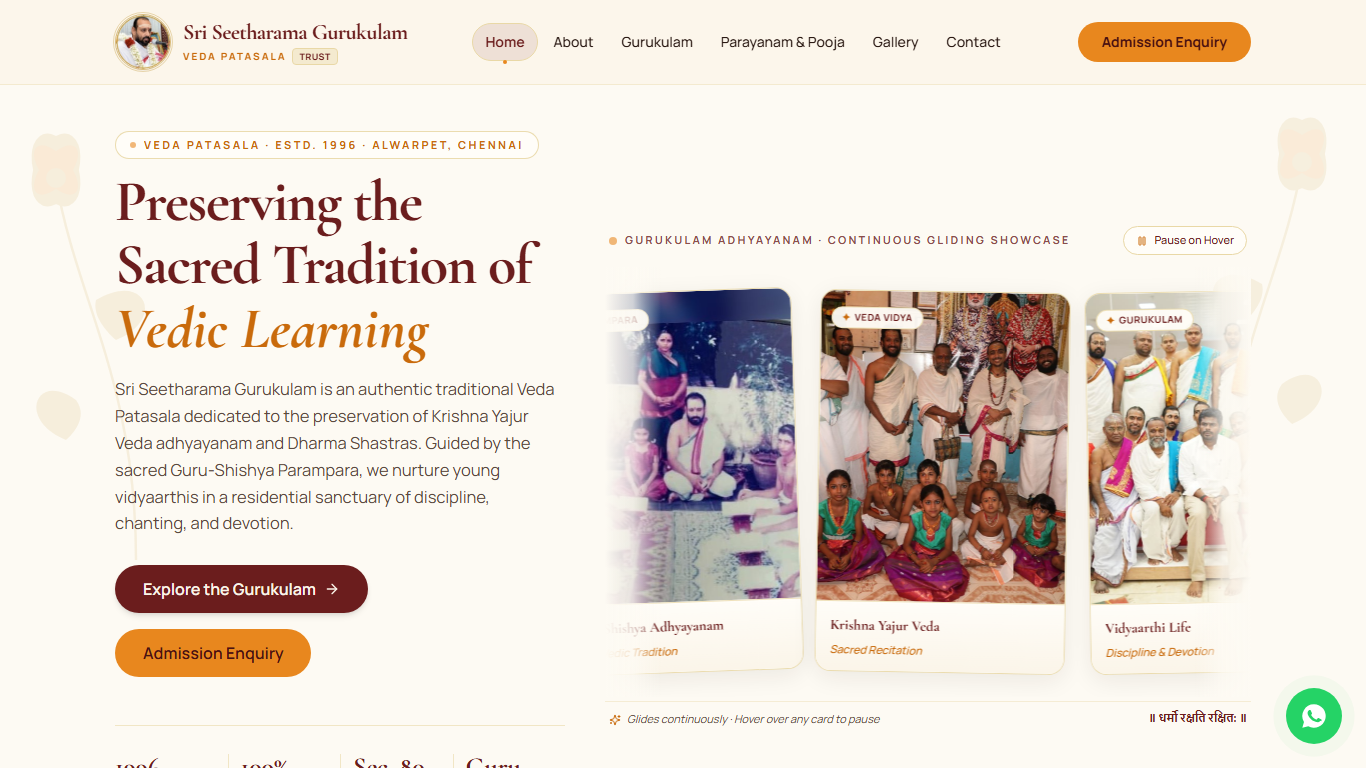 Sri Seetharama Gurukulam
VEDA PATASALA TRUST
Home About Gurukulam Parayanam & Pooja Gallery Contact
Admission Enquiry
VEDA PATASALA · ESTD. 1996 · ALWARPET, CHENNAI
Preserving the
Sacred Tradition of
Vedic Learning
Sri Seetharama Gurukulam is an authentic traditional Veda
Patasala dedicated to the preservation of Krishna Yajur
Veda adhyayanam and Dharma Shastras. Guided by the
sacred Guru-Shishya Parampara, we nurture young
vidyaarthis in a residential sanctuary of discipline,
chanting, and devotion.
Explore the Gurukulam →
Admission Enquiry
GURUKULAM ADHYAYANAM · CONTINUOUS GLIDING SHOWCASE
Pause on Hover
VEDA VIDYA
GURUKULAM
Adhyayanam
Tradition
Krishna Yajur Veda
Sacred Recitation
Vidyaarthi Life
Discipline & Devotion
Glides continuously · Hover over any card to pause
॥ धर्मो रक्षति रक्षित: ॥
1996 100% Guru